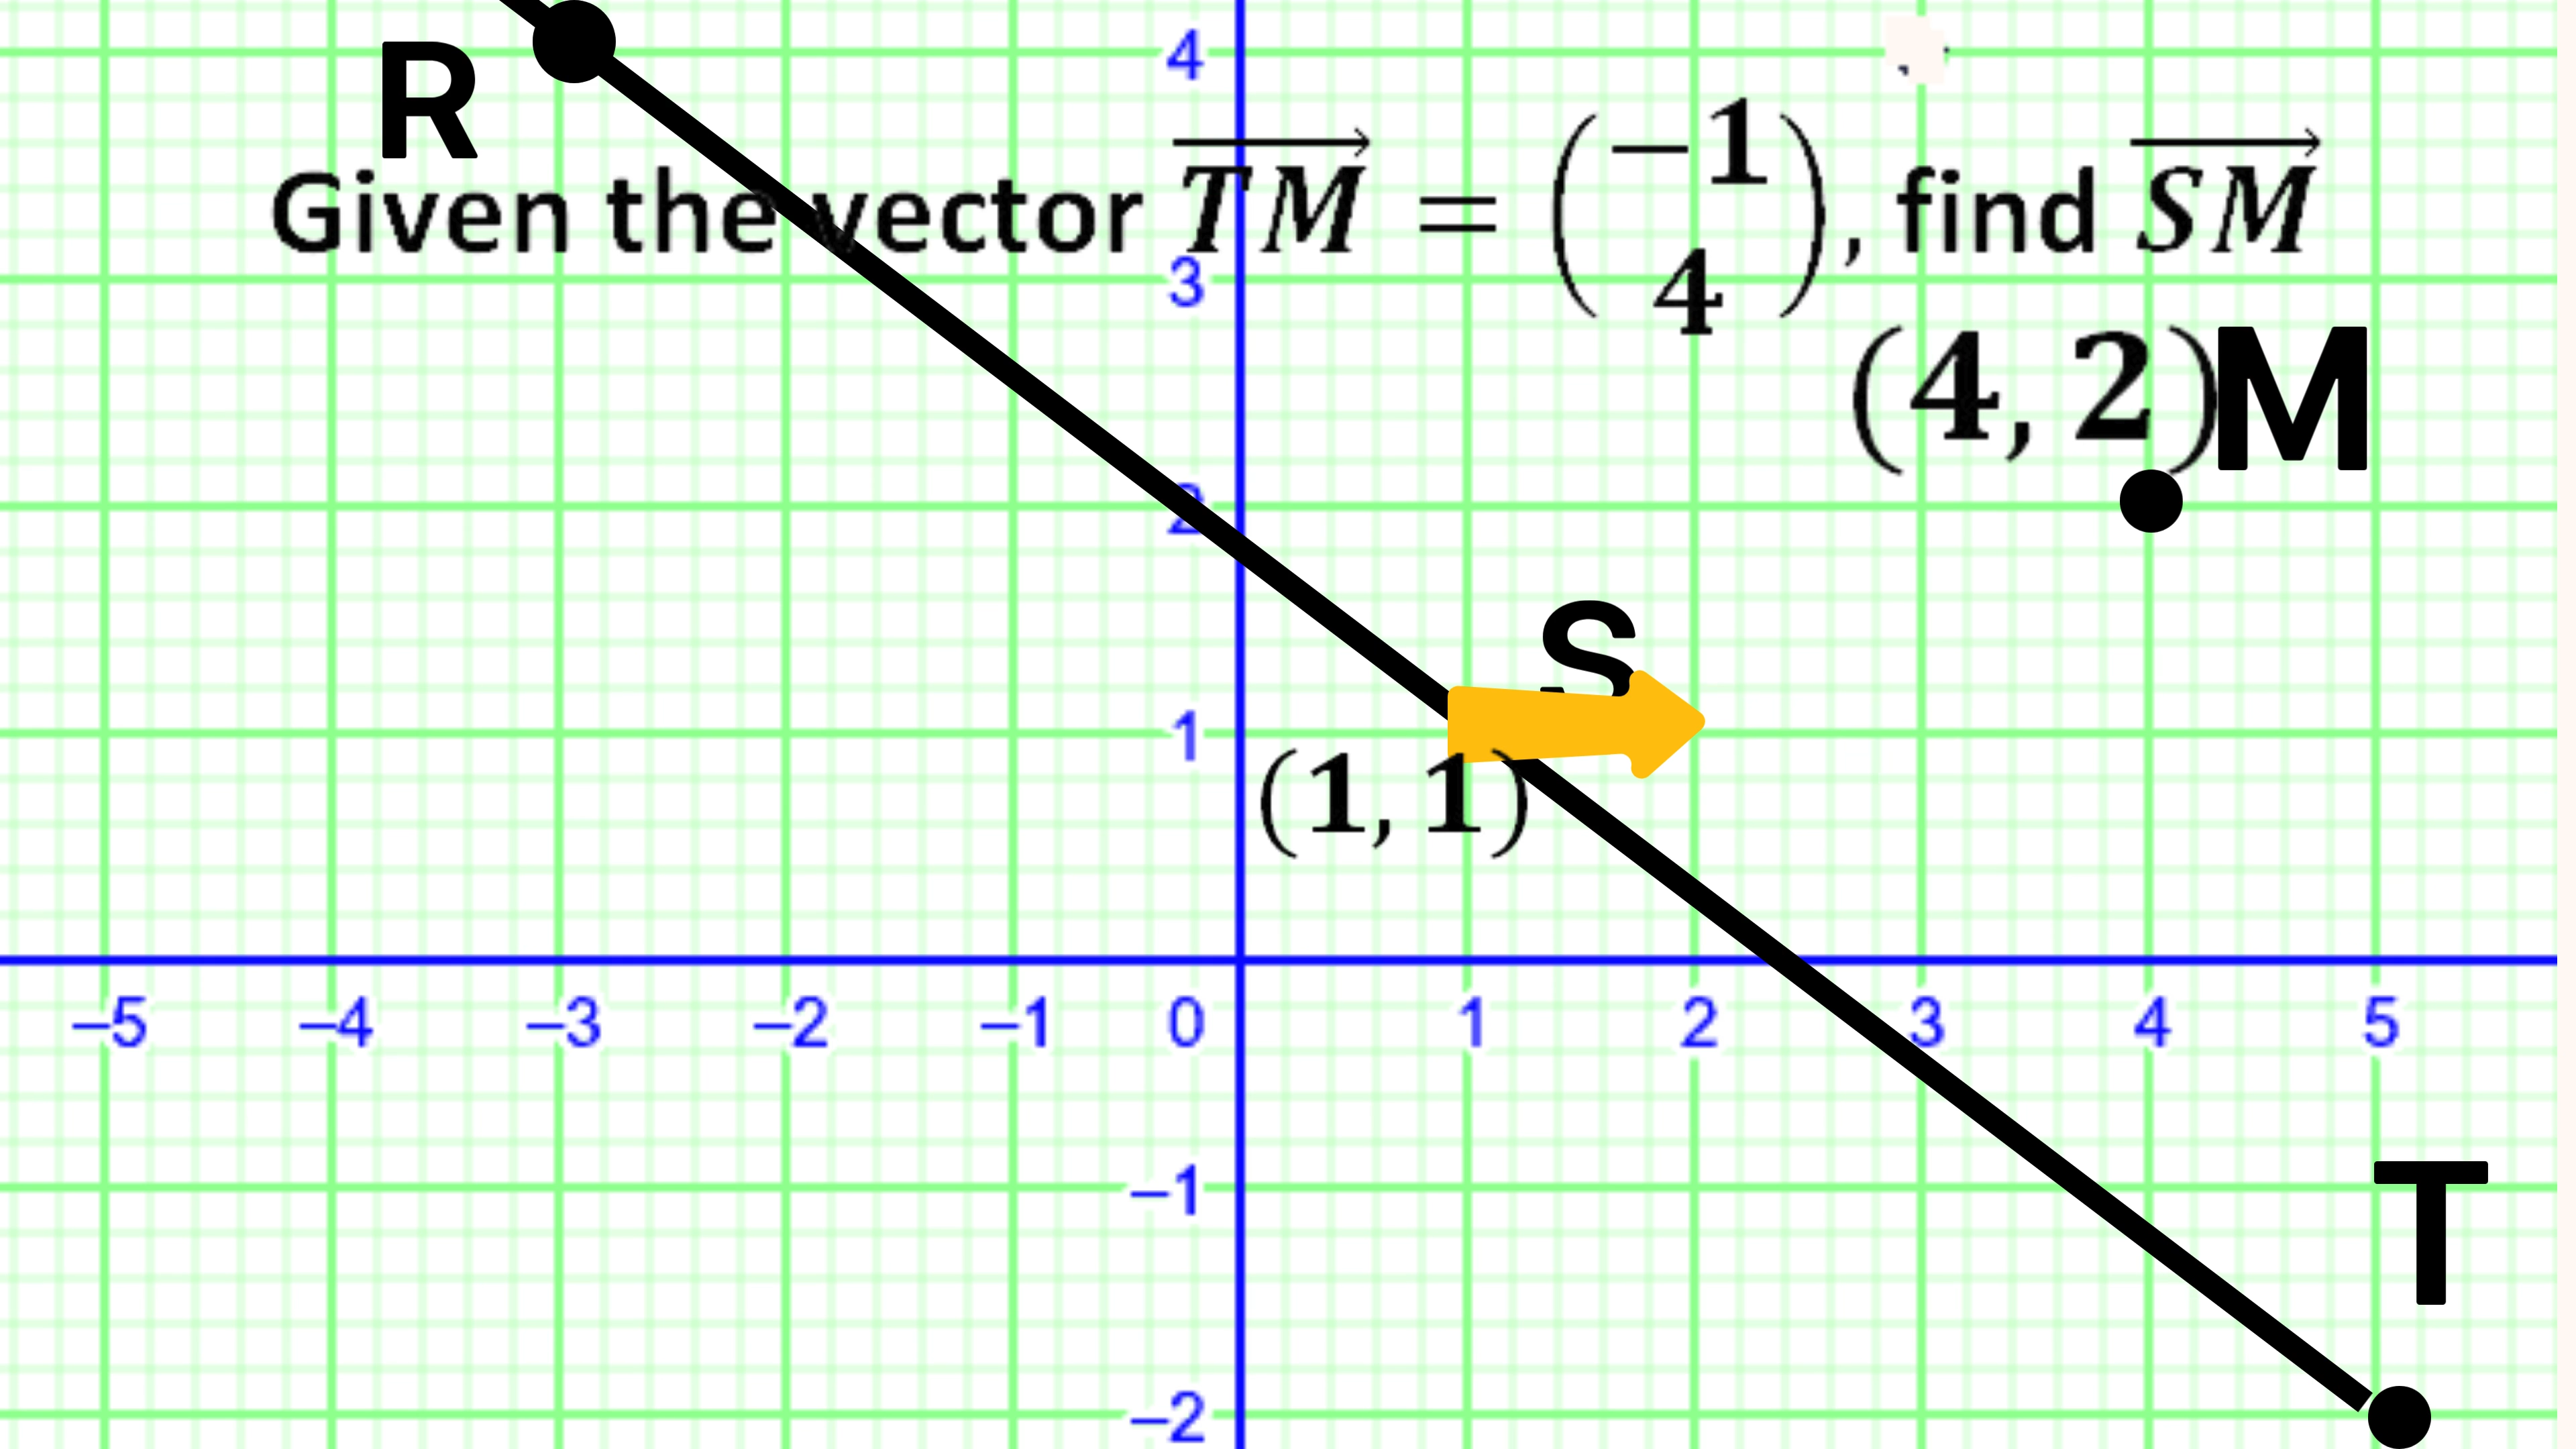 4
R
Given the vector TM = (−1 4), find SM
3
(4, 2) M
2
S
1
(1, 1)
–5 –4 –3 –2 –1 0 1 2 3 4 5
–1
T
–2